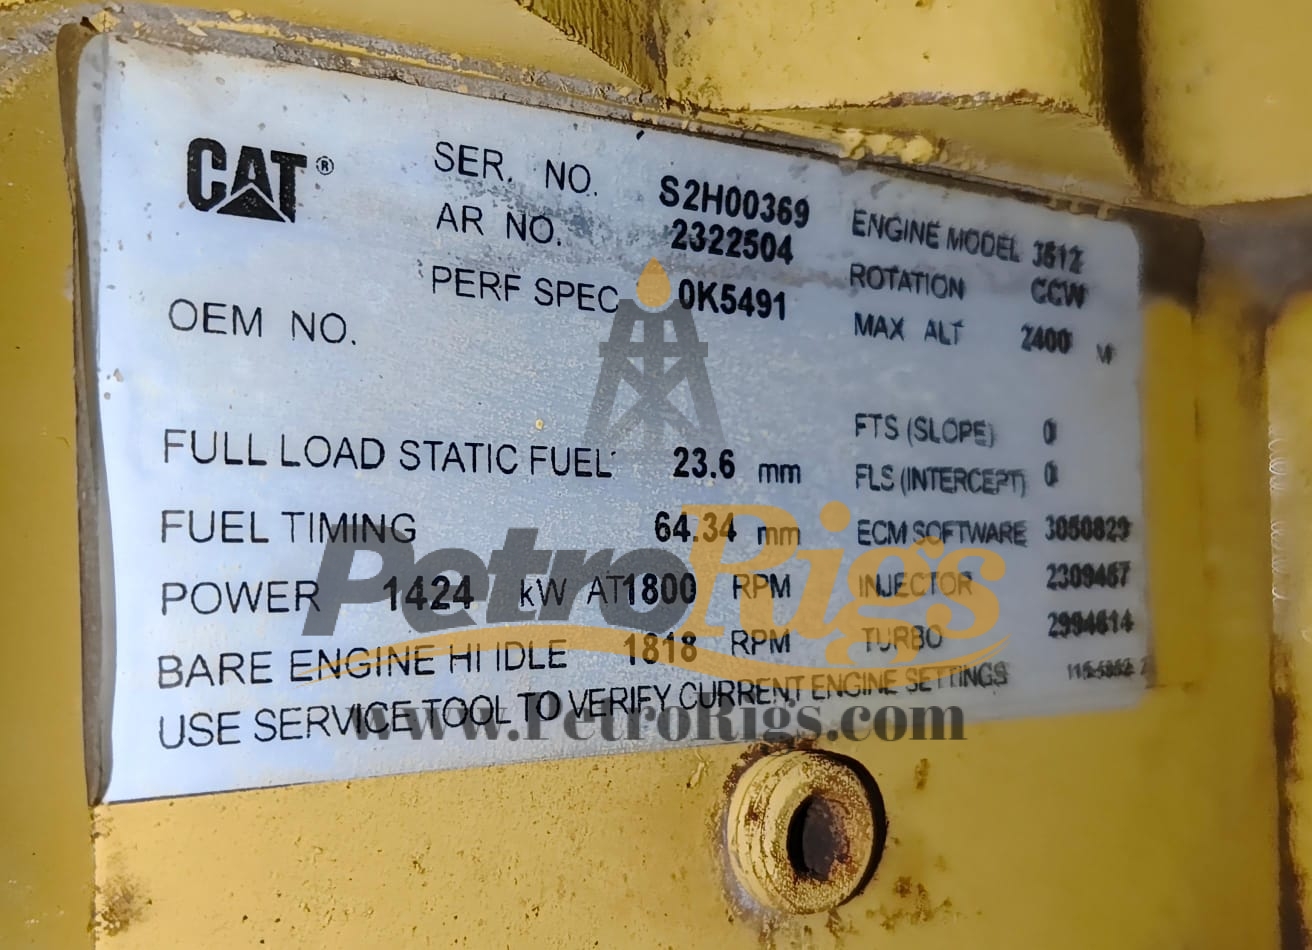 CAT®
SER. NO. S2H00369
AR NO. 2322504
PERF SPEC 0K5491
OEM NO.
ENGINE MODEL 3512
ROTATION CCW
MAX ALT 2400 M
FULL LOAD STATIC FUEL 23.6 mm
FUEL TIMING 64.34 mm
POWER 1424 kW AT 1800 RPM
BARE ENGINE HI IDLE 1818 RPM
FTS (SLOPE) 0
FLS (INTERCEPT) 0
ECM SOFTWARE 3050829
INJECTOR 2309457
TURBO 2994614
USE SERVICE TOOL TO VERIFY CURRENT ENGINE SETTINGS
PetroRigs
www.PetroRigs.com